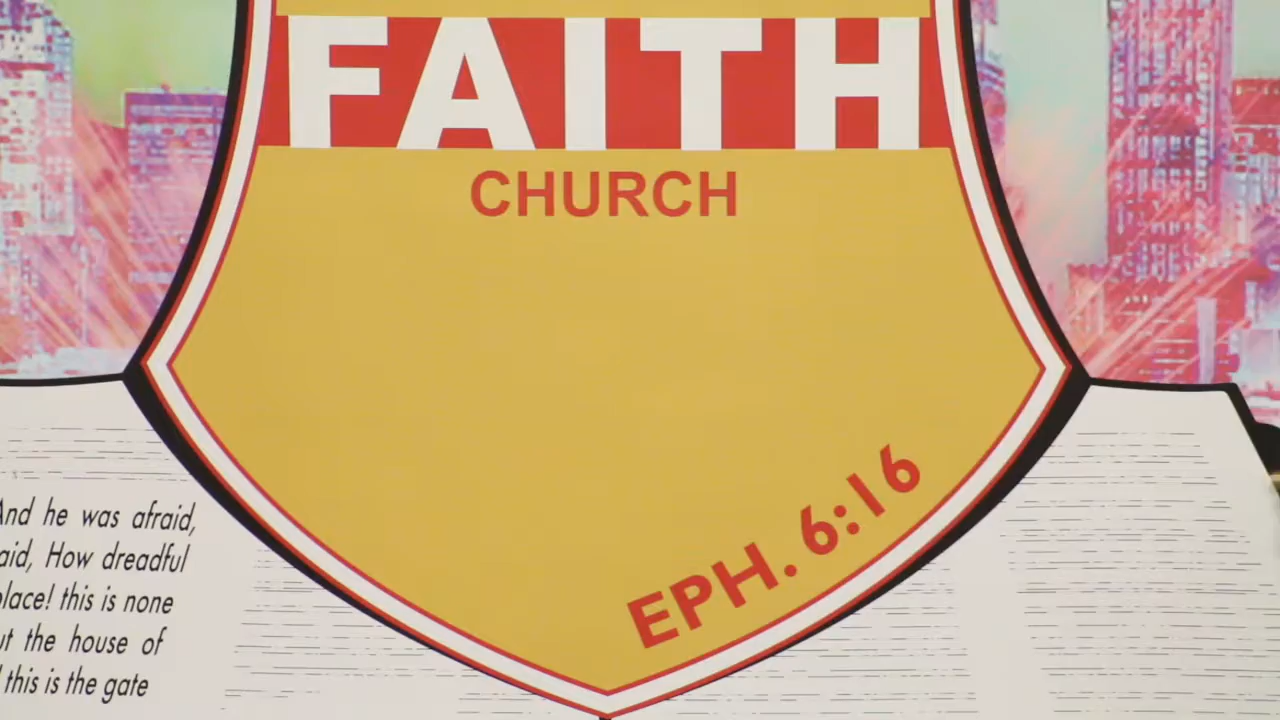 FAITH
CHURCH
EPH. 6:16
And he was afraid,
aid, How dreadful
place! this is none
ut the house of
this is the gate